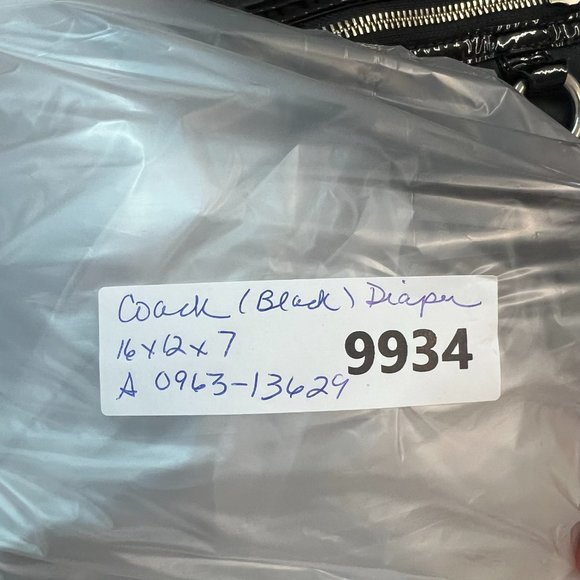 Coach (Black) Diaper
16x12x7 9934
A 0963-13629